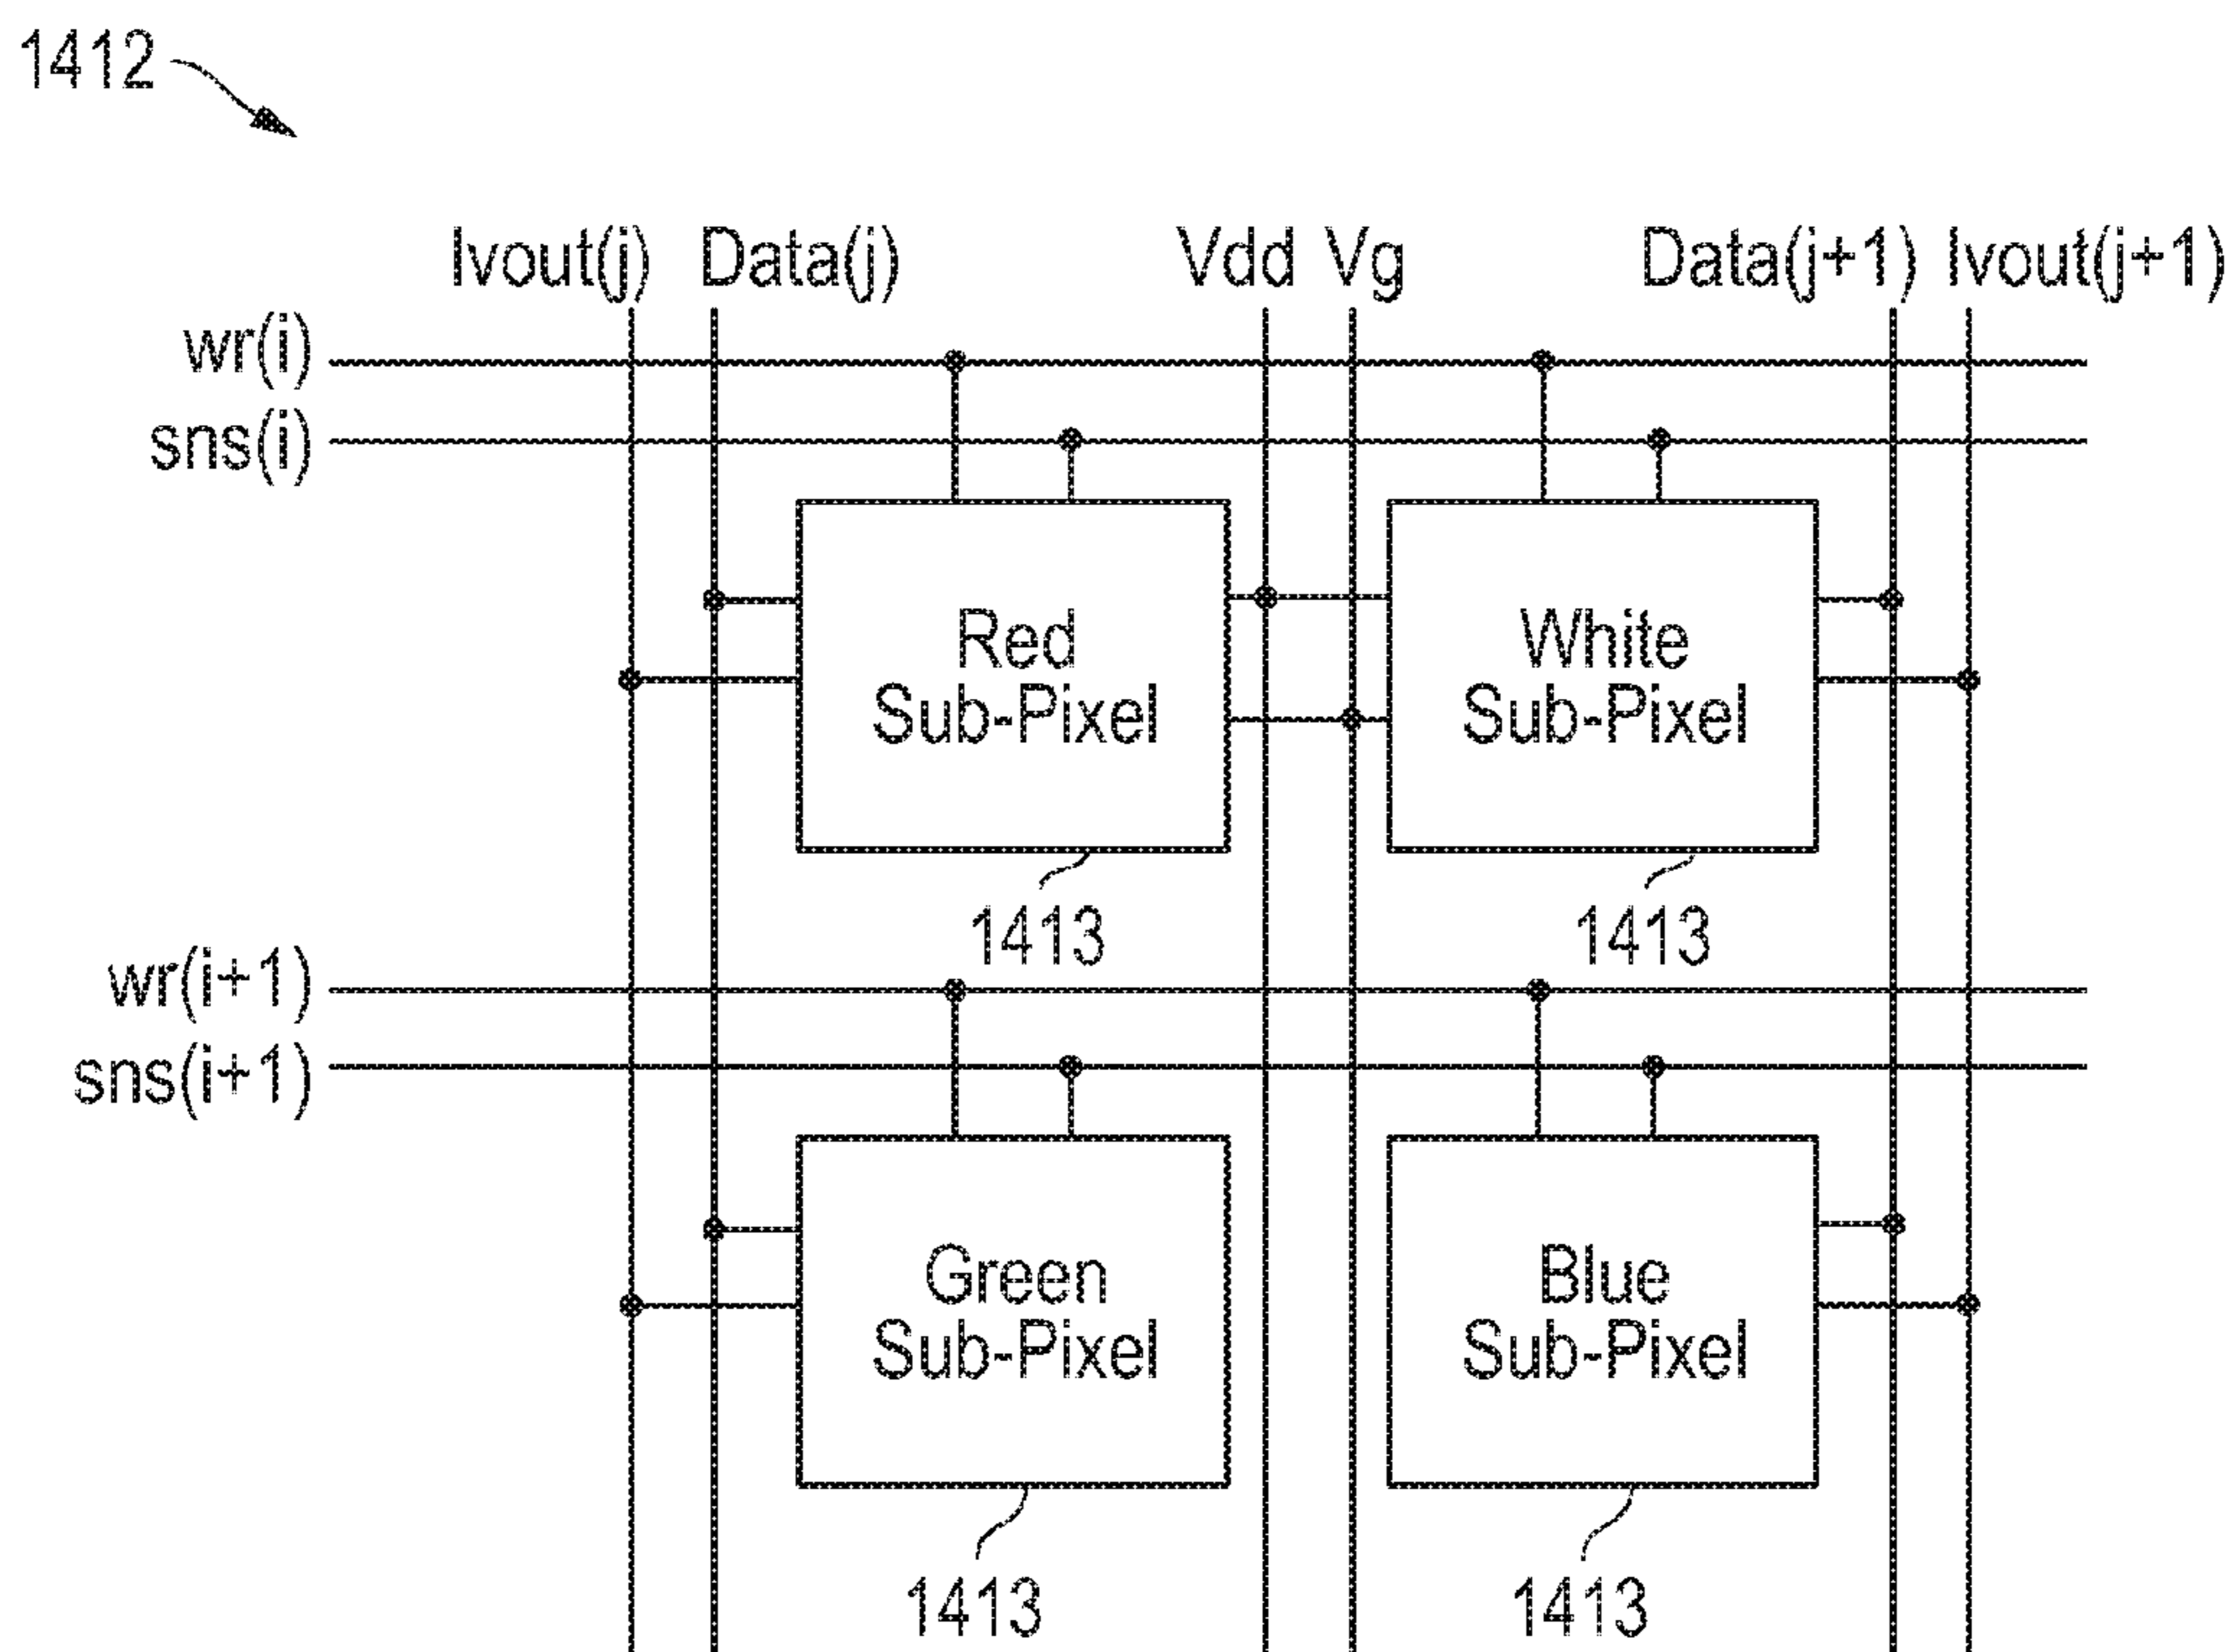 1412
Ivout(j) Data(j) Vdd Vg Data(j+1) Ivout(j+1)
wr(i)
sns(i)
Red White
Sub-Pixel Sub-Pixel
1413 1413
wr(i+1)
sns(i+1)
Green Blue
Sub-Pixel Sub-Pixel
1413 1413